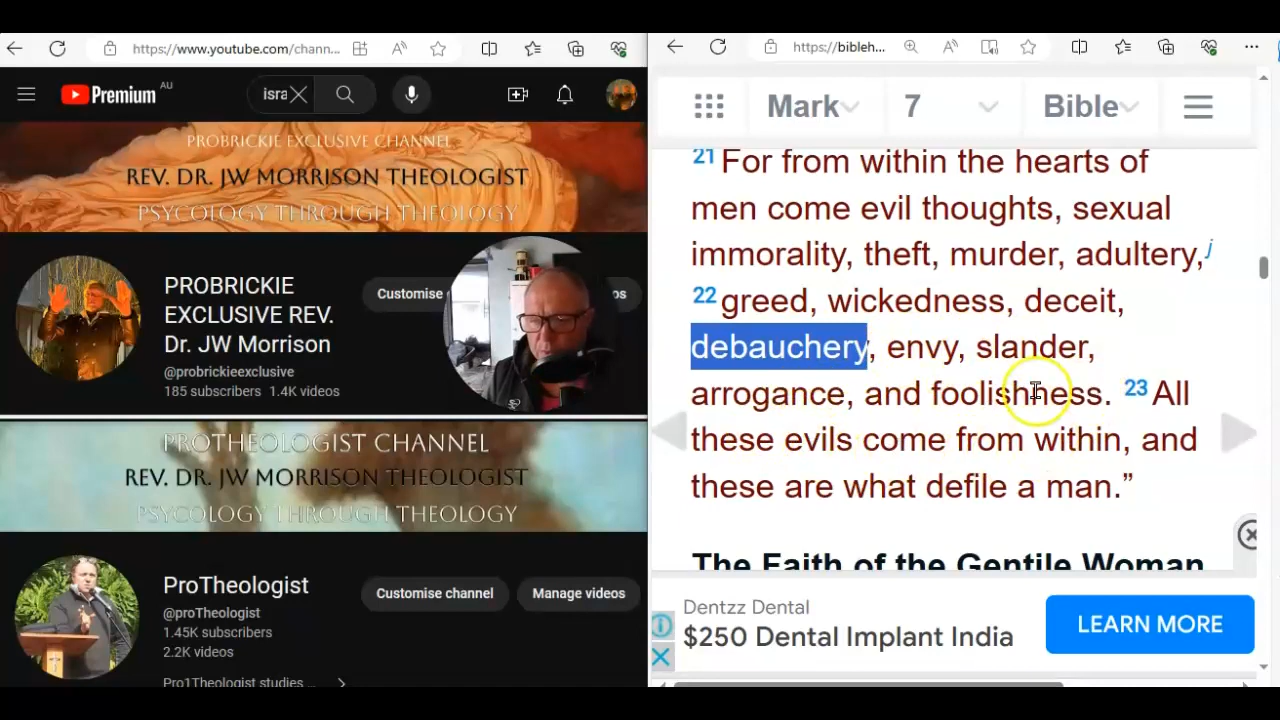 https://www.youtube.com/chann...
Premium AU
isra
PROBRICKIE EXCLUSIVE CHANNEL
REV. DR. JW MORRISON THEOLOGIST
PSYCOLOGY THROUGH THEOLOGY
PROBRICKIE
EXCLUSIVE REV.
Dr. JW Morrison
@probrickieexclusive
185 subscribers 1.4K videos
Customise
os
PROTHEOLOGIST CHANNEL
REV. DR. JW MORRISON THEOLOGIST
PSYCOLOGY THROUGH THEOLOGY
ProTheologist
@proTheologist
1.45K subscribers
2.2K videos
Pro1Theologist studies ...
Customise channel
Manage videos
https://bibleh...
Mark 7 Bible
21 For from within the hearts of
men come evil thoughts, sexual
immorality, theft, murder, adultery, j
22 greed, wickedness, deceit,
debauchery, envy, slander,
arrogance, and foolishness. 23 All
these evils come from within, and
these are what defile a man.”
The Faith of the Gentile Woman
Dentzz Dental
$250 Dental Implant India
LEARN MORE